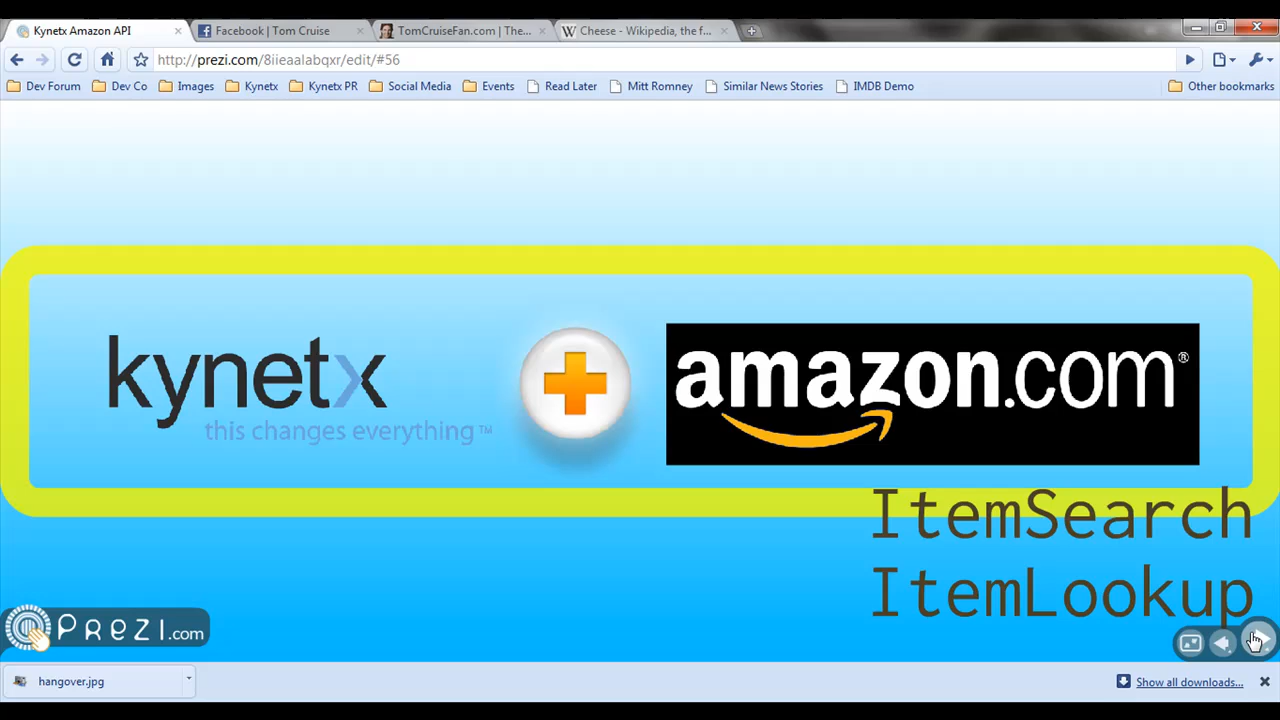 Kynetx Amazon API
Facebook | Tom Cruise
TomCruiseFan.com | The...
Cheese - Wikipedia, the f...
http://prezi.com/8iieaalabqxr/edit/#56
Dev Forum
Dev Co
Images
Kynetx
Kynetx PR
Social Media
Events
Read Later
Mitt Romney
Similar News Stories
IMDB Demo
Other bookmarks
kynetx
this changes everything™
amazon.com®
ItemSearch
ItemLookup
PREZI.com
hangover.jpg
Show all downloads...